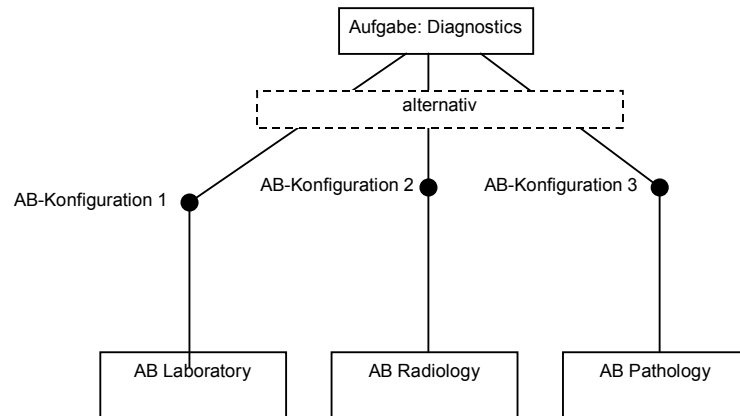 Aufgabe: Diagnostics
alternativ
AB-Konfiguration 1
AB-Konfiguration 2
AB-Konfiguration 3
AB Laboratory
AB Radiology
AB Pathology